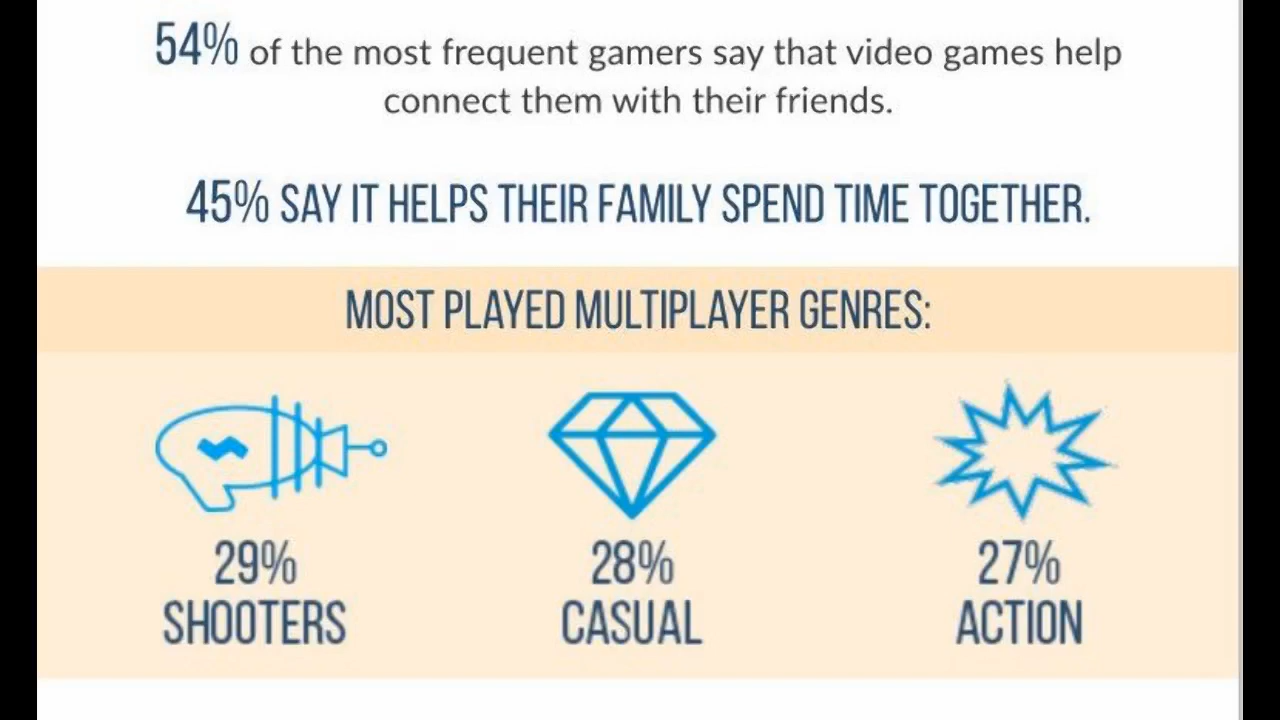 54% of the most frequent gamers say that video games help
connect them with their friends.
45% SAY IT HELPS THEIR FAMILY SPEND TIME TOGETHER.
MOST PLAYED MULTIPLAYER GENRES:
29%
SHOOTERS
28%
CASUAL
27%
ACTION